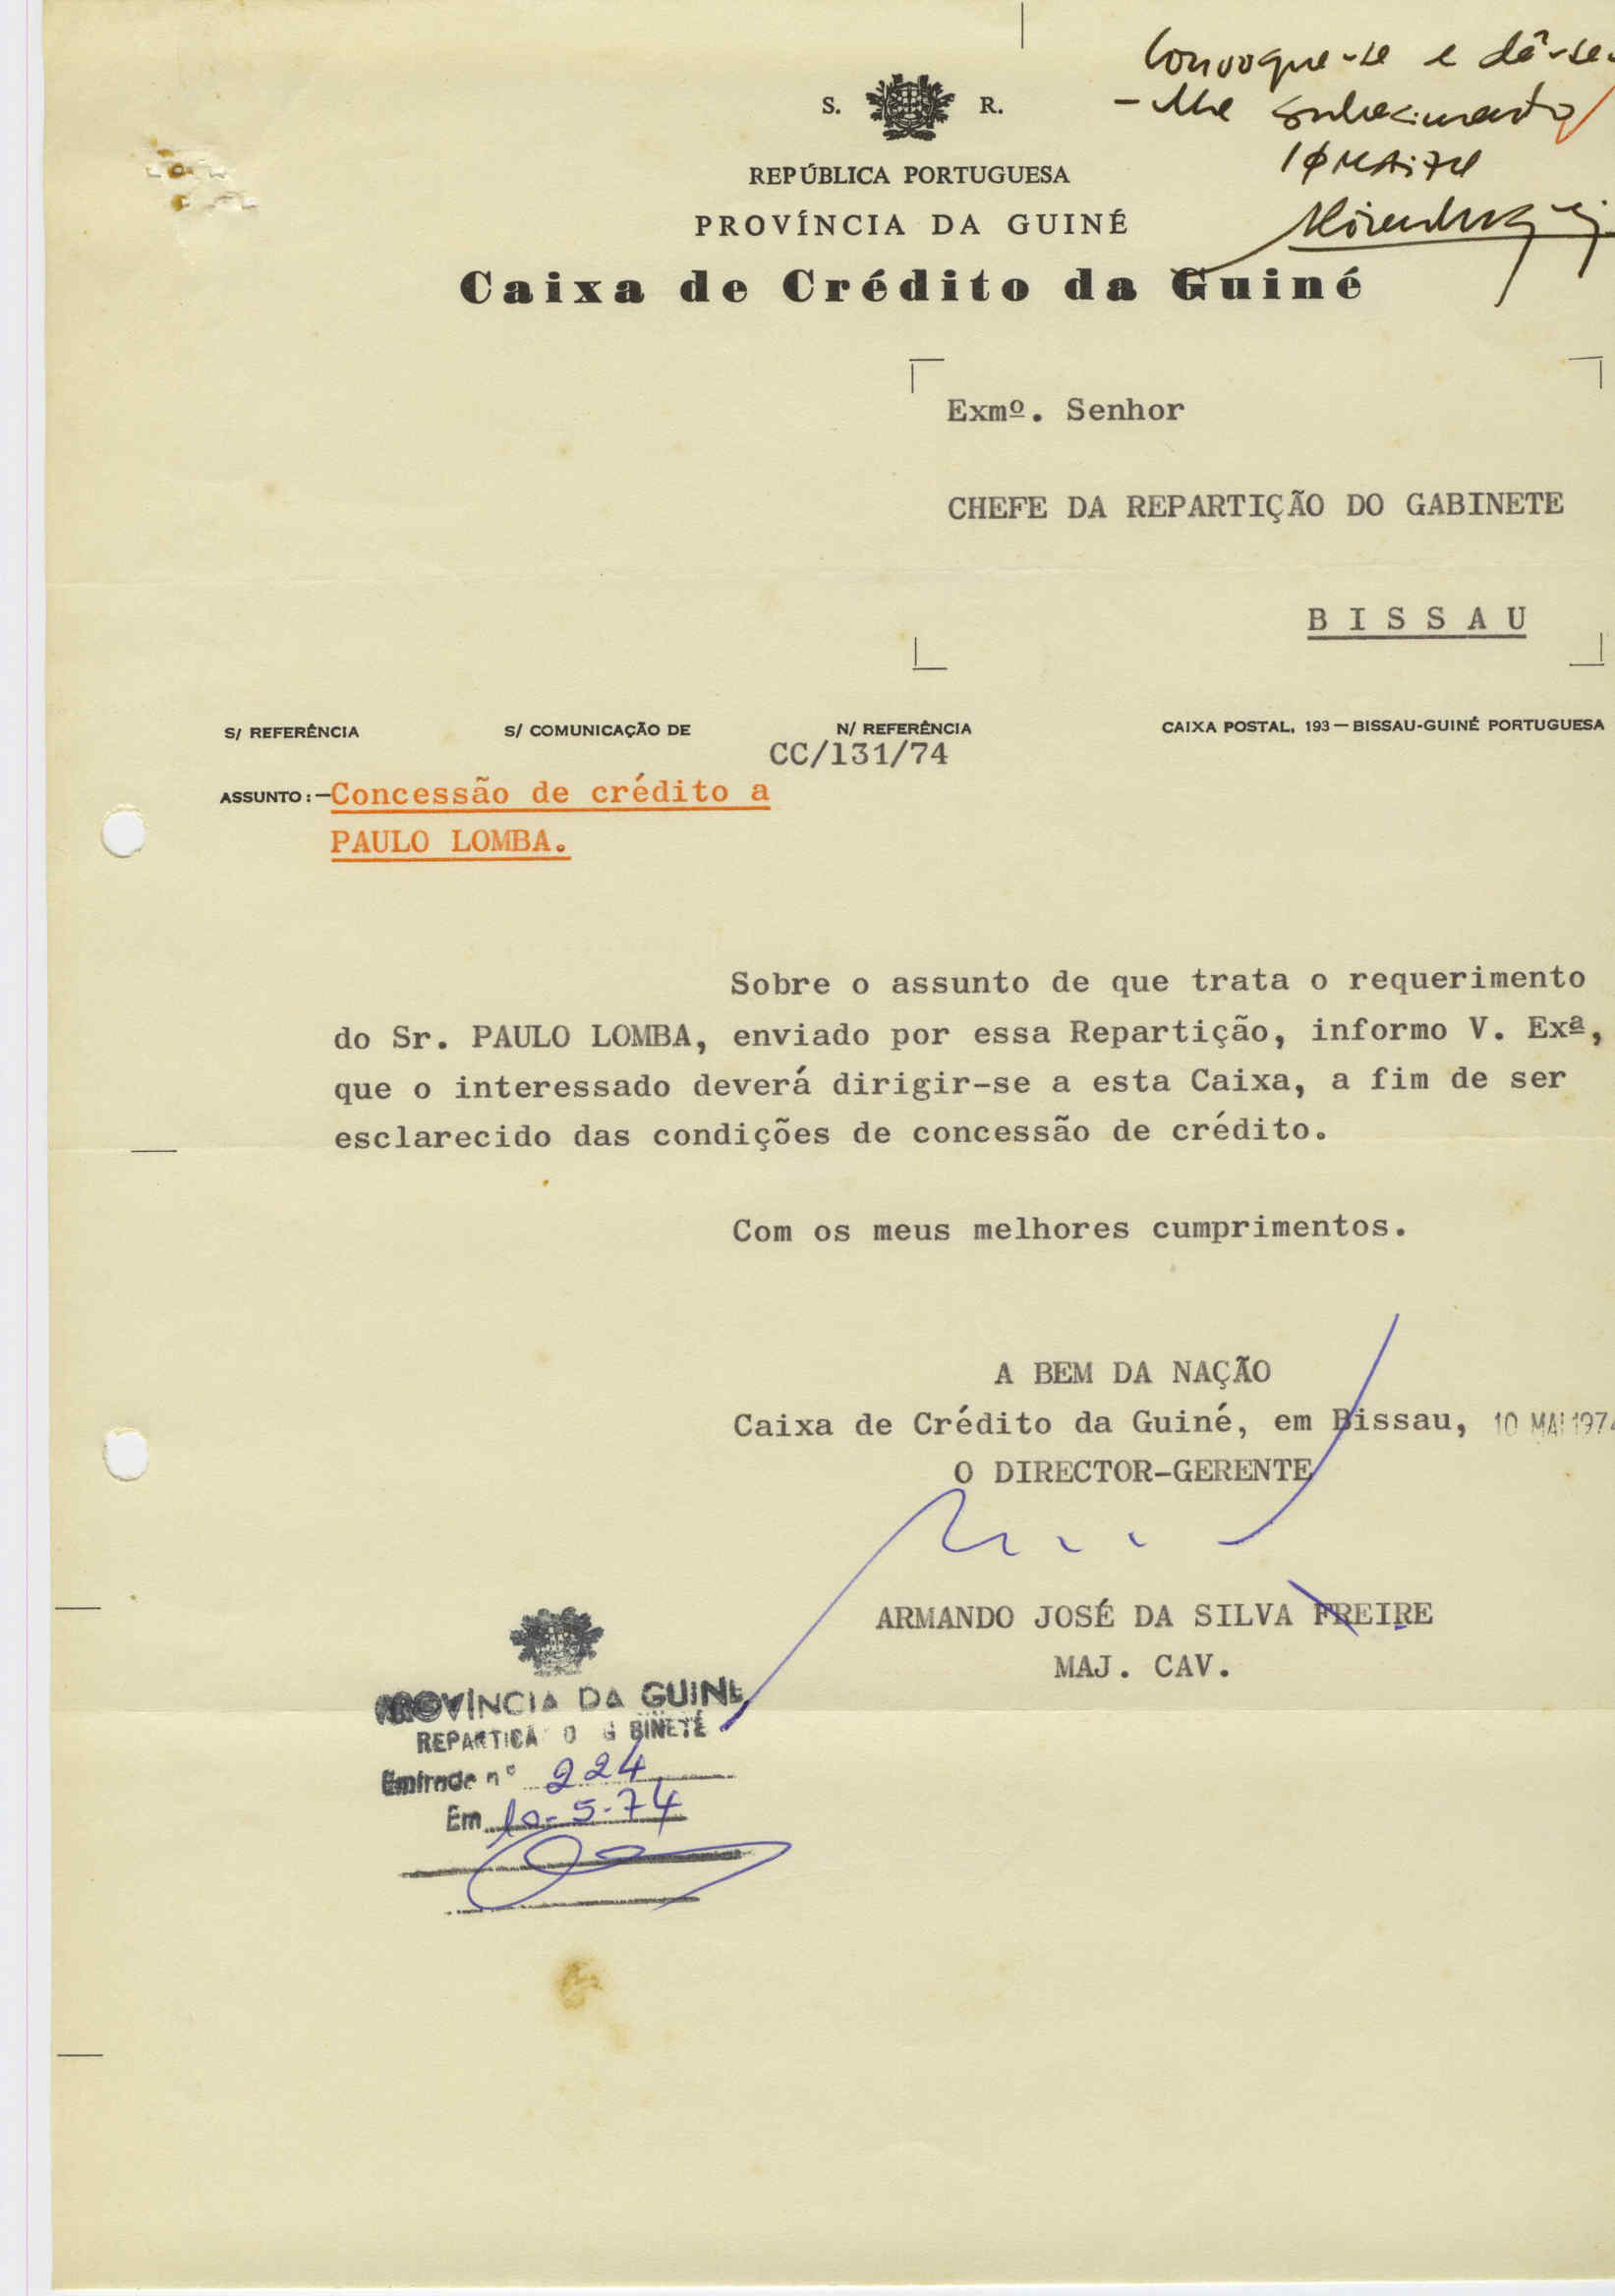 Convoque-se e dê-se-
-lhe conhecimento
S. R.
REPÚBLICA PORTUGUESA
PROVÍNCIA DA GUINÉ
Caixa de Crédito da Guiné
Exmº. Senhor
CHEFE DA REPARTIÇÃO DO GABINETE
B I S S A U
S/ REFERÊNCIA S/ COMUNICAÇÃO DE N/ REFERÊNCIA CAIXA POSTAL, 193 — BISSAU-GUINÉ PORTUGUESA
CC/131/74
ASSUNTO:—Concessão de crédito a
PAULO LOMBA.
Sobre o assunto de que trata o requerimento
do Sr. PAULO LOMBA, enviado por essa Repartição, informo V. Exª,
que o interessado deverá dirigir-se a esta Caixa, a fim de ser
esclarecido das condições de concessão de crédito.
Com os meus melhores cumprimentos.
A BEM DA NAÇÃO
Caixa de Crédito da Guiné, em Bissau, 10 MAI 1974
O DIRECTOR-GERENTE
ARMANDO JOSÉ DA SILVA FREIRE
MAJ. CAV.
PROVÍNCIA DA GUINÉ
Entrada nº 224
Em 10-5-74